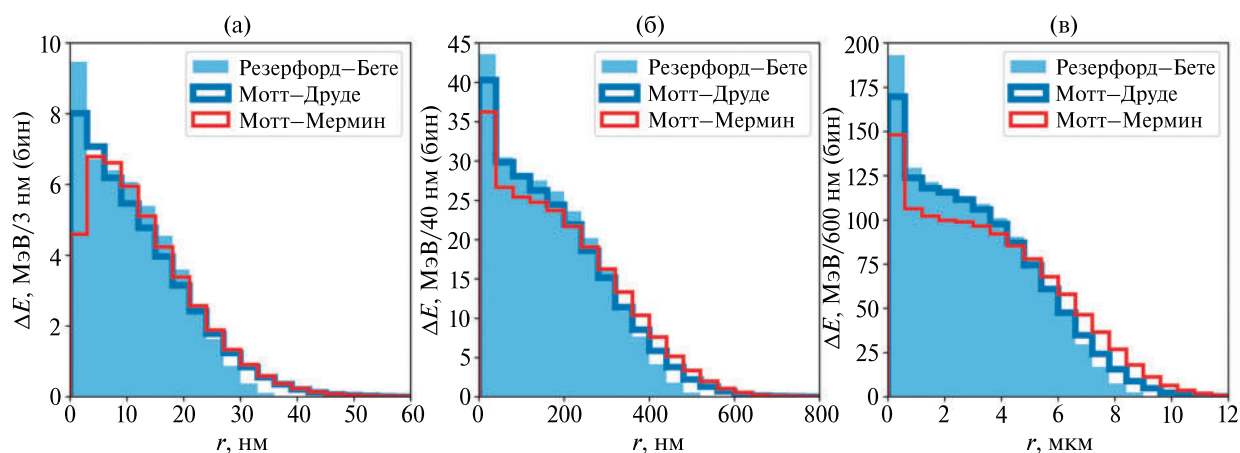 (а)
10
8
6
4
2
0
ΔE, МэВ/3 нм (бин)
Резерфорд–Бете
Мотт–Друде
Мотт–Мермин
0 10 20 30 40 50 60
r, нм
(б)
45
40
35
30
25
20
15
10
5
0
ΔE, МэВ/40 нм (бин)
Резерфорд–Бете
Мотт–Друде
Мотт–Мермин
0 200 400 600 800
r, нм
(в)
200
175
150
125
100
75
50
25
0
ΔE, МэВ/600 нм (бин)
Резерфорд–Бете
Мотт–Друде
Мотт–Мермин
0 2 4 6 8 10 12
r, мкм